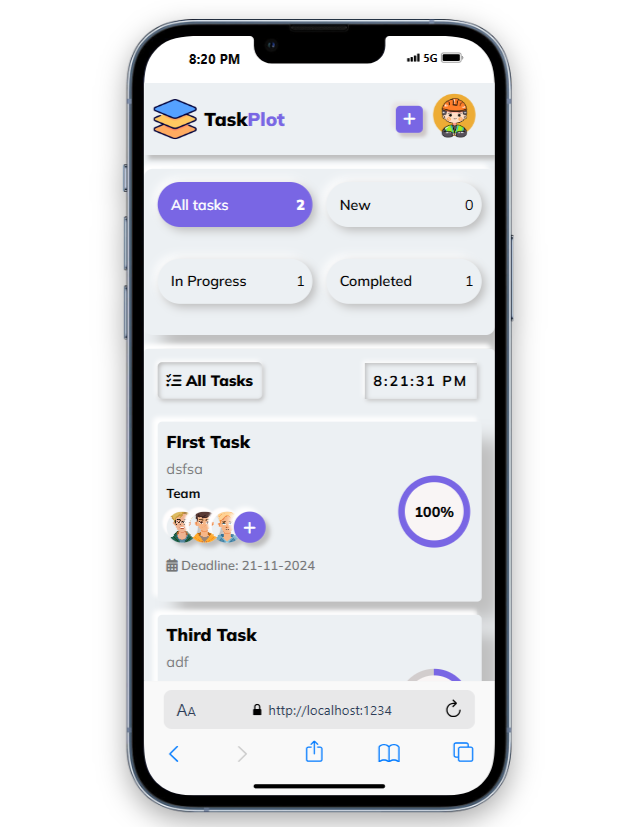 8:20 PM 5G
TaskPlot +
All tasks 2 New 0
In Progress 1 Completed 1
All Tasks 8:21:31 PM
FIrst Task
dsfsa
Team
+
100%
Deadline: 21-11-2024
Third Task
adf
AA http://localhost:1234